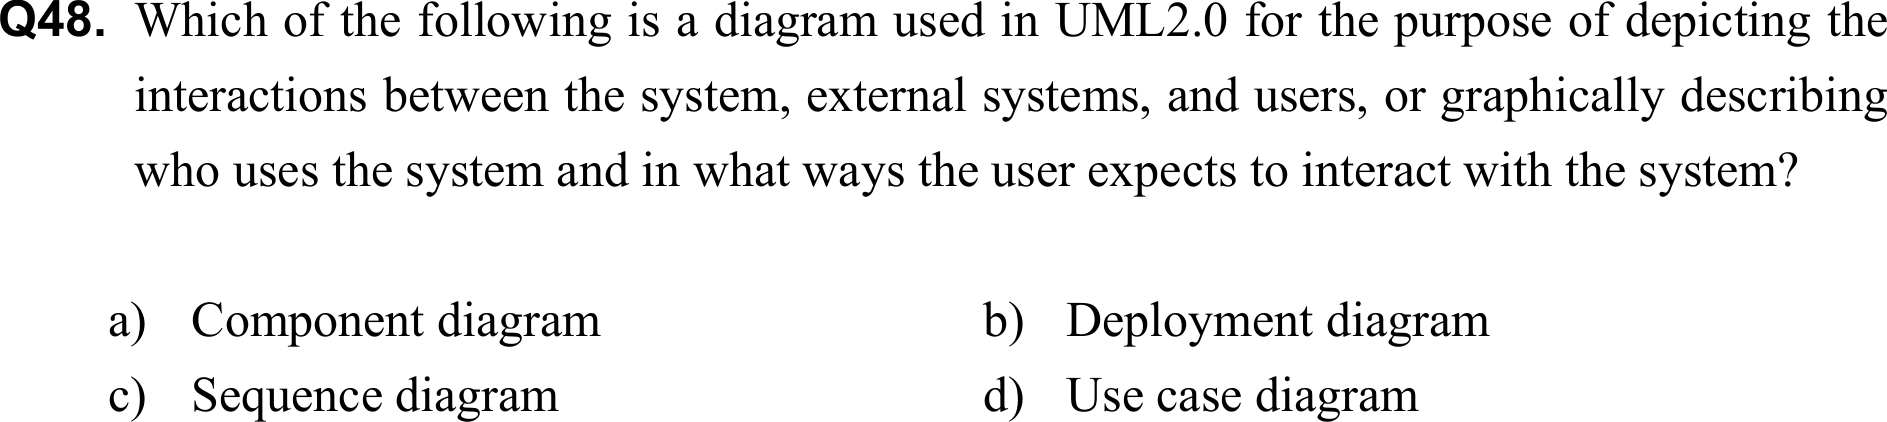 Q48. Which of the following is a diagram used in UML2.0 for the purpose of depicting the
interactions between the system, external systems, and users, or graphically describing
who uses the system and in what ways the user expects to interact with the system?
a) Component diagram b) Deployment diagram
c) Sequence diagram d) Use case diagram